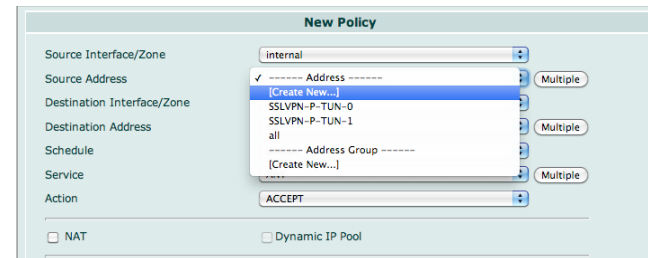 New Policy
Source Interface/Zone internal
Source Address ✓ ------ Address ------ Multiple
[Create New...]
Destination Interface/Zone SSLVPN-P-TUN-0
SSLVPN-P-TUN-1
Destination Address all Multiple
Schedule ------ Address Group ------
[Create New...]
Service Multiple
Action ACCEPT
NAT Dynamic IP Pool